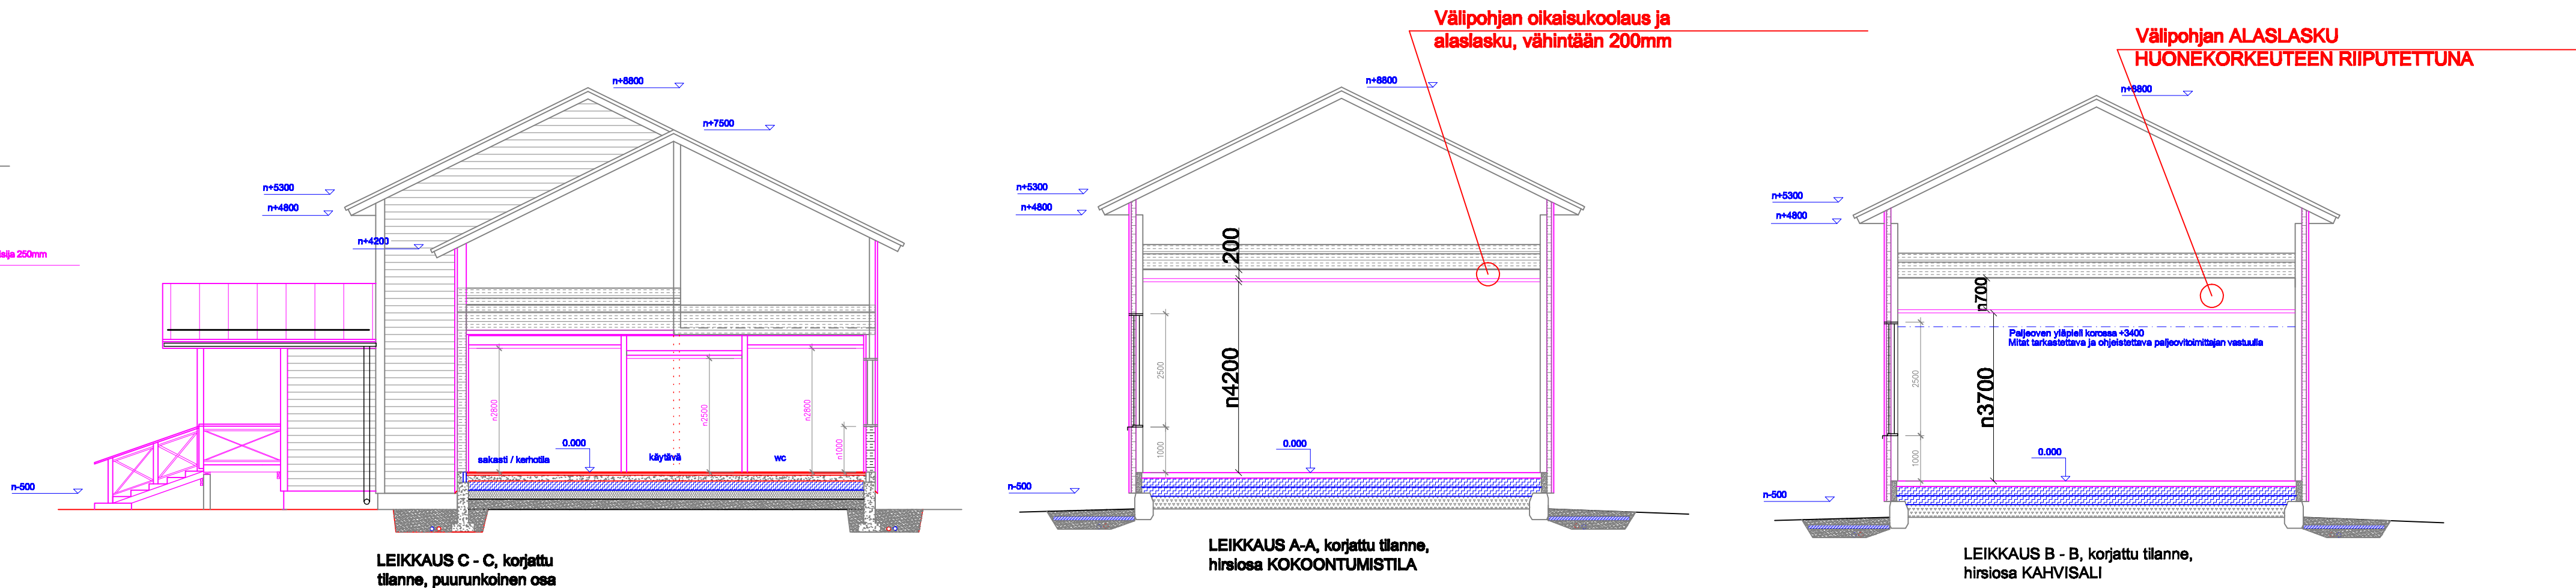 Välipohjan oikaisukoolaus ja
alaslasku, vähintään 200mm
Välipohjan ALASLASKU
HUONEKORKEUTEEN RIIPUTETTUNA
n+8800
n+7500
n+5300
n+4800
n+4200
250mm
n2800
n2500
n2800
n1000
0.000
sakasti / kerhotila
käytävä
wc
n-500
LEIKKAUS C - C, korjattu
tilanne, puurunkoinen osa
n+8800
n+5300
n+4800
200
2500
n4200
1000
0.000
n-500
LEIKKAUS A-A, korjattu tilanne,
hirsiosa KOKOONTUMISTILA
n+8800
n+5300
n+4800
n700
Paljeoven yläpieli korossa +3400
Mitat tarkastettava ja ohjeistettava paljeovitoimittajan vastuulla
2500
n3700
1000
0.000
n-500
LEIKKAUS B - B, korjattu tilanne,
hirsiosa KAHVISALI